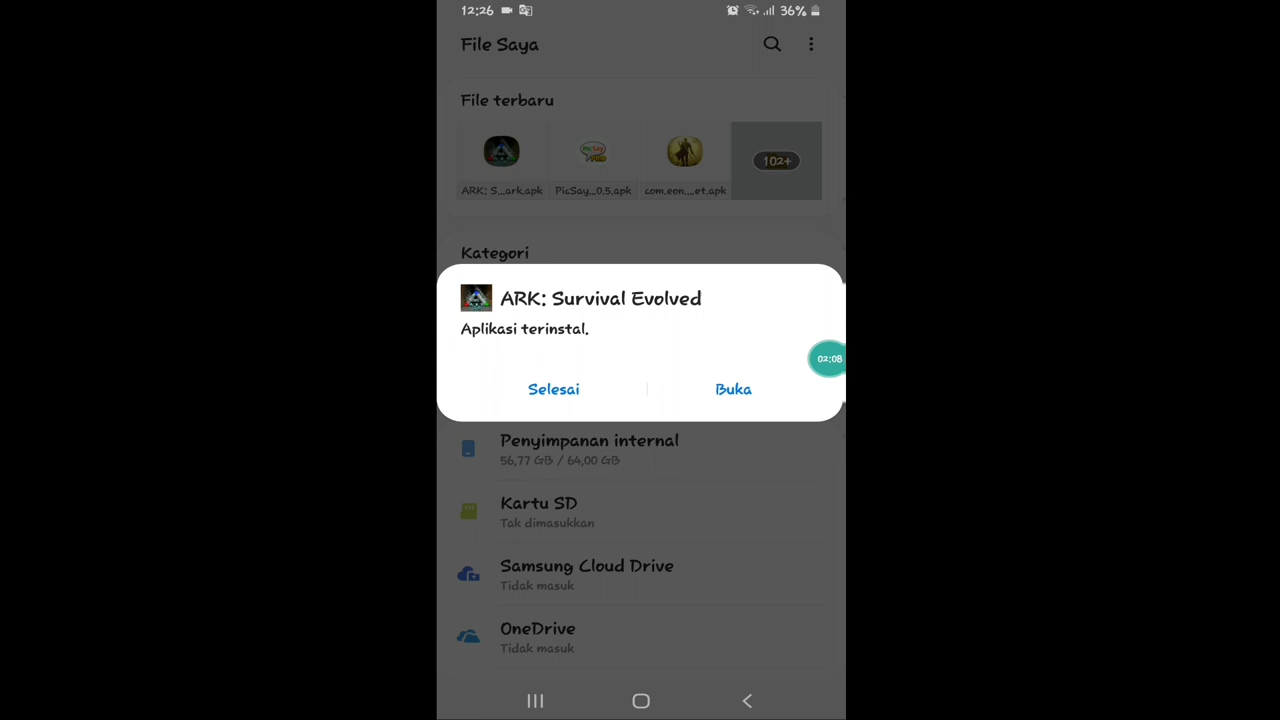 12:26
36%
File Saya
File terbaru
102+
ARK: S...ark.apk
PicSay...0.5.apk
com.eon....et.apk
Kategori
ARK: Survival Evolved
Aplikasi terinstal.
02:08
Selesai
Buka
Penyimpanan internal
56,77 GB / 64,00 GB
Kartu SD
Tak dimasukkan
Samsung Cloud Drive
Tidak masuk
OneDrive
Tidak masuk